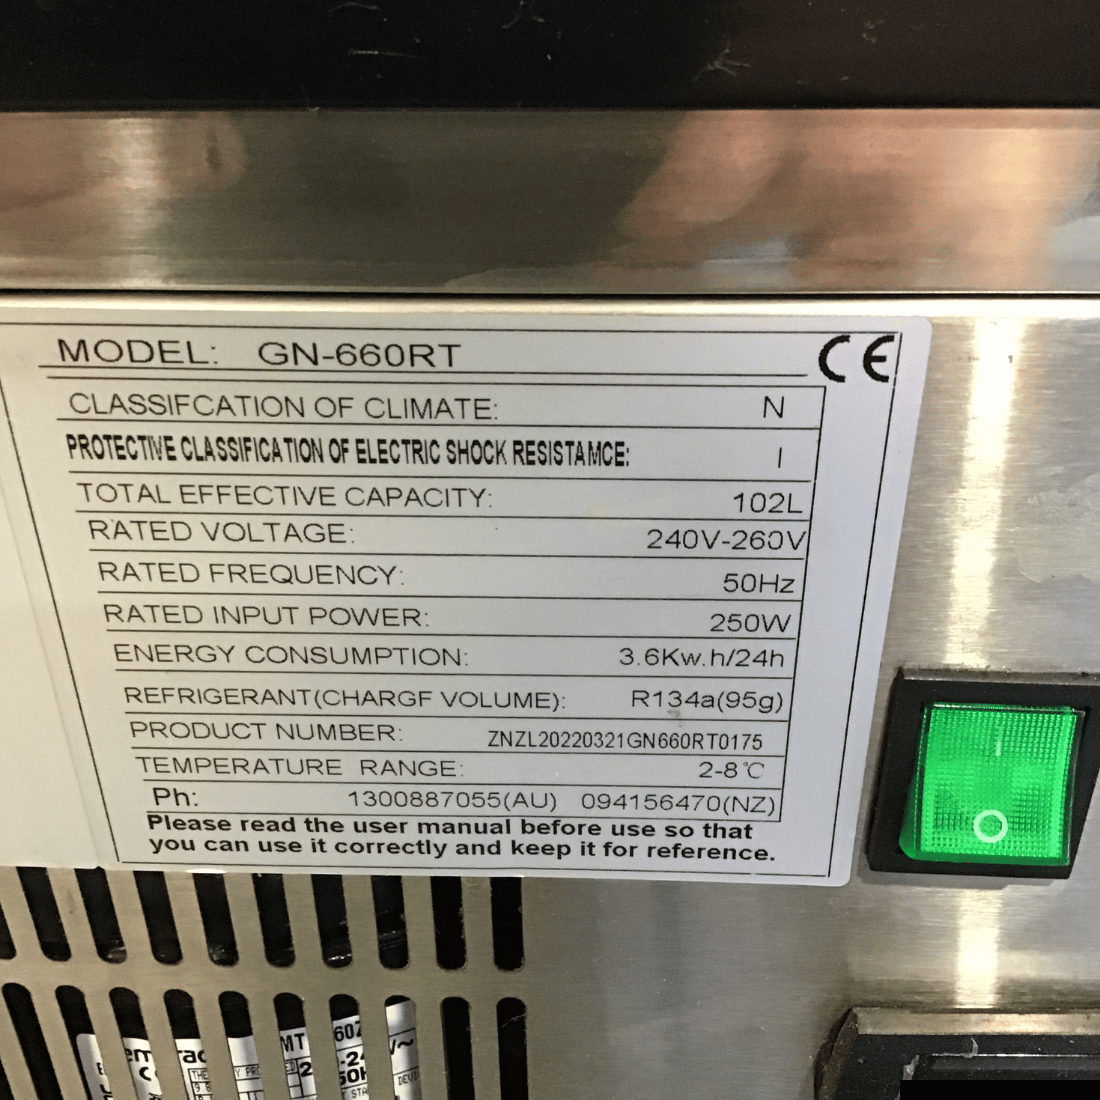 MODEL: GN-660RT CE
CLASSIFCATION OF CLIMATE: N
PROTECTIVE CLASSIFICATION OF ELECTRIC SHOCK RESISTAMCE: I
TOTAL EFFECTIVE CAPACITY: 102L
RATED VOLTAGE: 240V-260V
RATED FREQUENCY: 50Hz
RATED INPUT POWER: 250W
ENERGY CONSUMPTION: 3.6Kw.h/24h
REFRIGERANT(CHARGF VOLUME): R134a(95g)
PRODUCT NUMBER: ZNZL20220321GN660RT0175
TEMPERATURE RANGE: 2-8℃
Ph: 1300887055(AU) 094156470(NZ)
Please read the user manual before use so that
you can use it correctly and keep it for reference.